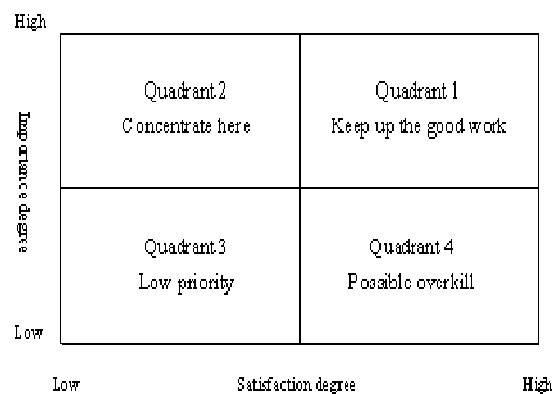 High
Quadrant 2
Concentrate here
Quadrant 1
Keep up the good work
Importance degree
Quadrant 3
Low priority
Quadrant 4
Possible overkill
Low
Low
Satisfaction degree
High